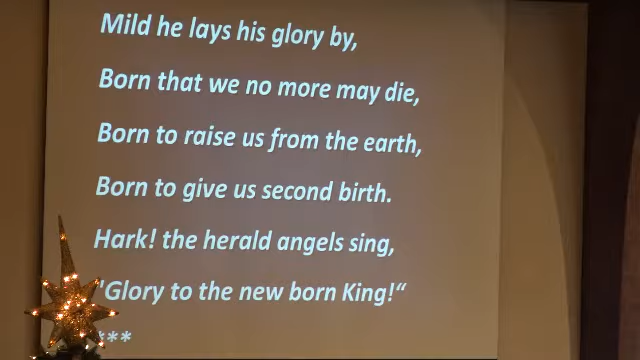 Mild he lays his glory by,
Born that we no more may die,
Born to raise us from the earth,
Born to give us second birth.
Hark! the herald angels sing,
"Glory to the new born King!“
***